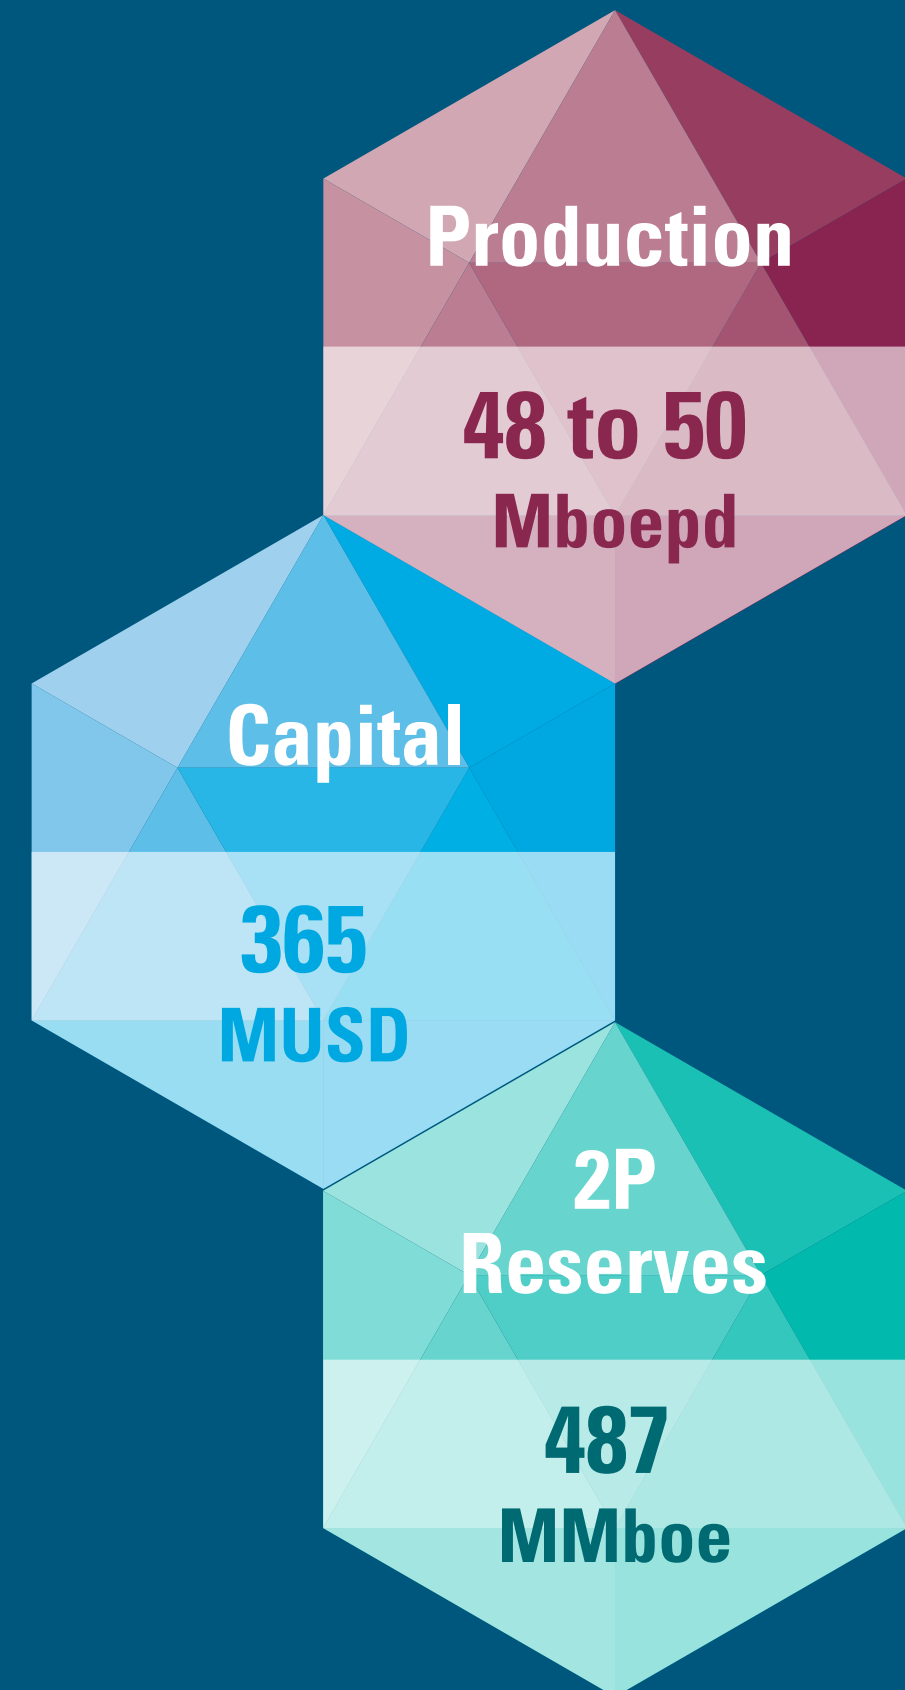 Production
48 to 50
Mboepd
Capital
365
MUSD
2P
Reserves
487
MMboe